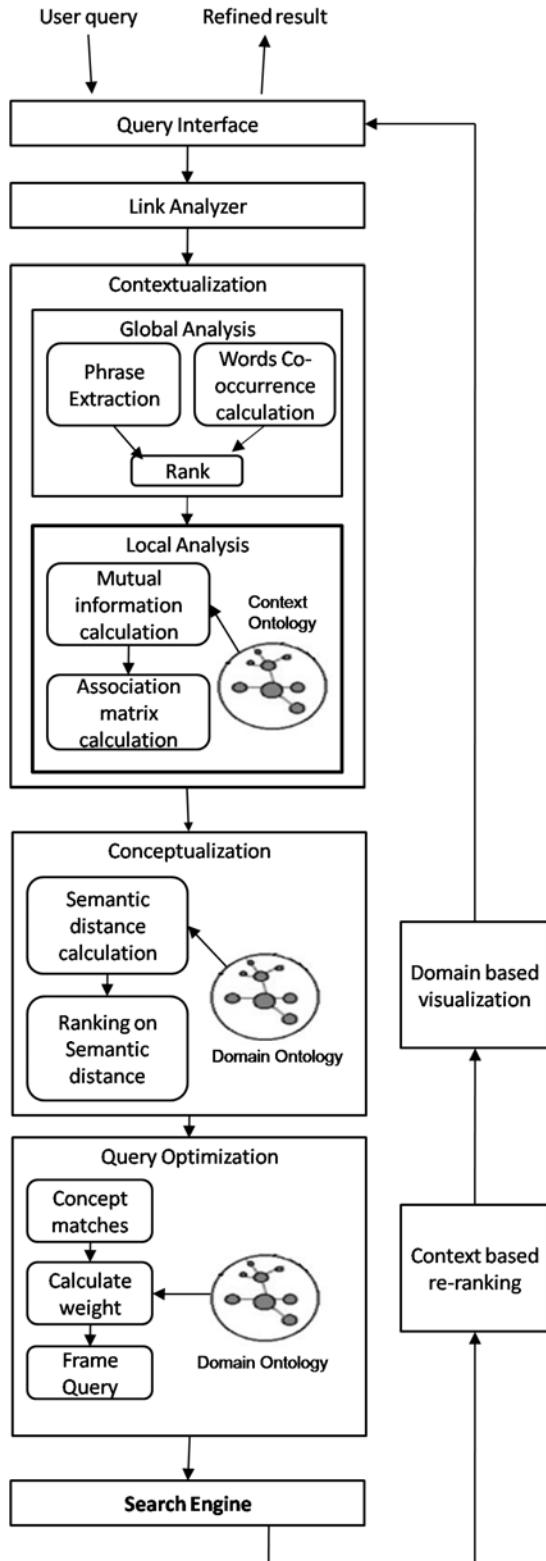 User query
Refined result
Query Interface
Link Analyzer
Contextualization
Global Analysis
Phrase
Extraction
Words Co-
occurrence
calculation
Rank
Local Analysis
Mutual
information
calculation
Context
Ontology
Association
matrix
calculation
Conceptualization
Semantic
distance
calculation
Ranking on
Semantic
distance
Domain Ontology
Domain based
visualization
Query Optimization
Concept
matches
Calculate
weight
Frame
Query
Domain Ontology
Context based
re-ranking
Search Engine